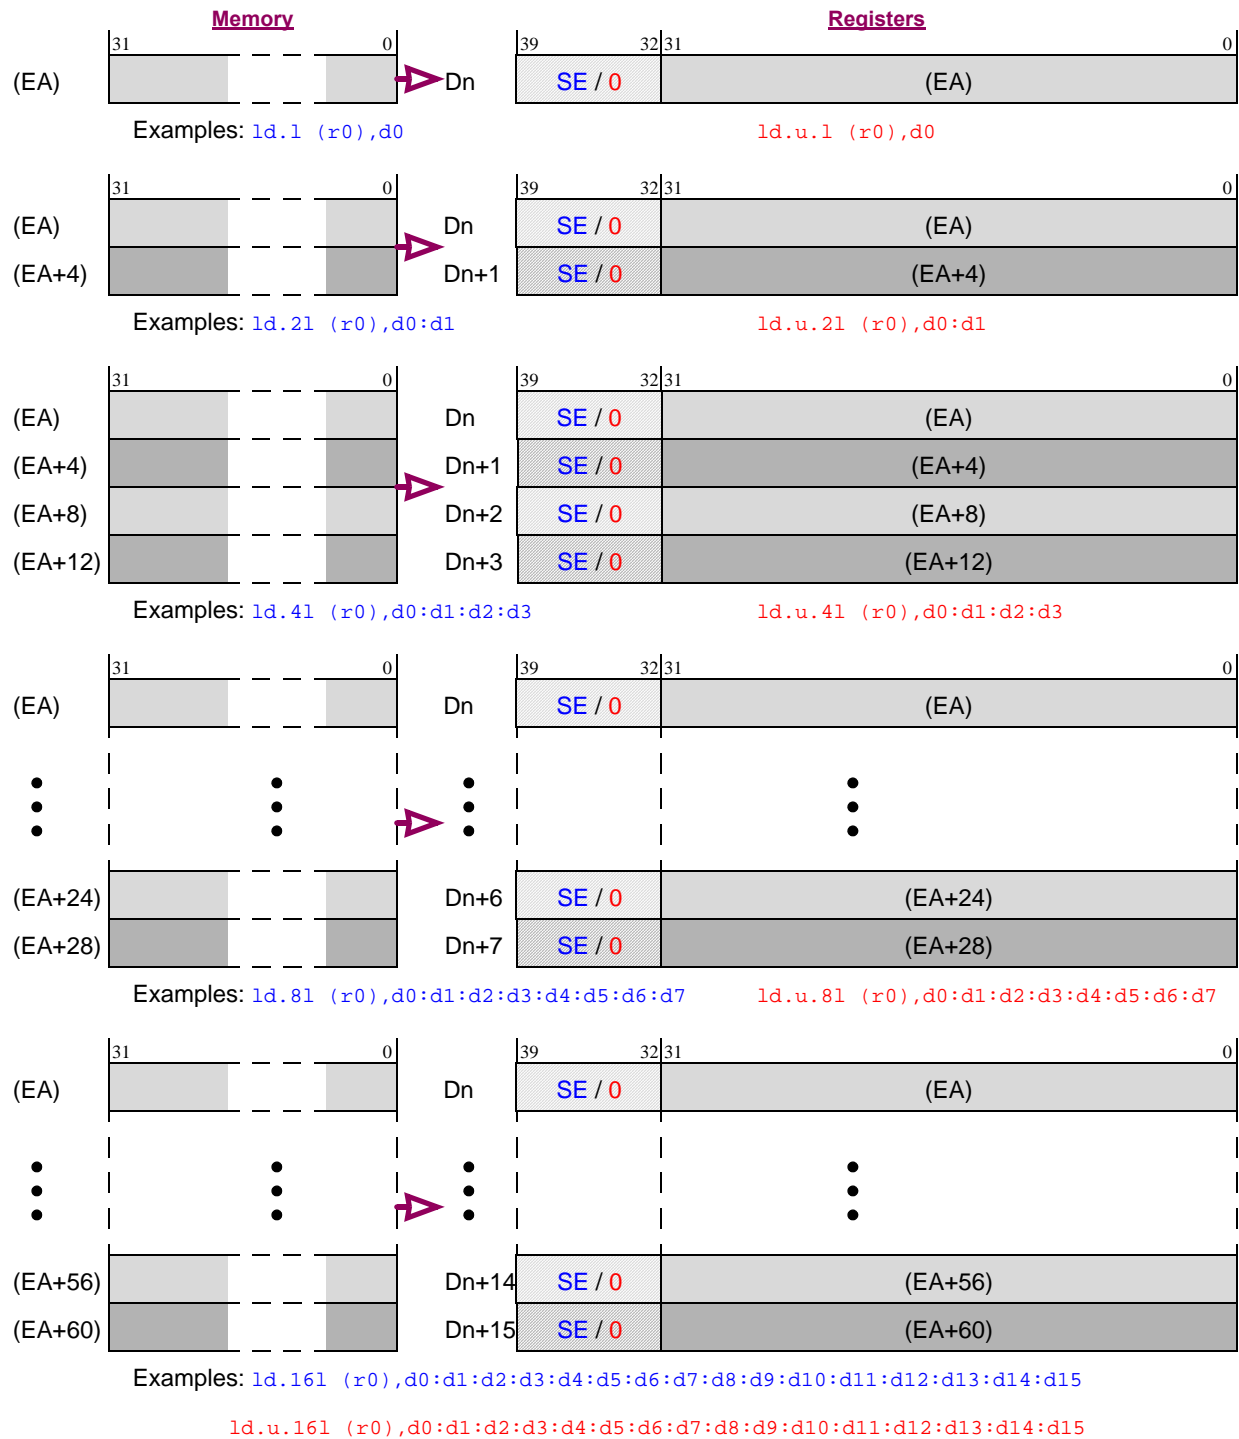 Memory Registers
31 0 39 32 31 0
(EA) Dn SE / 0 (EA)
Examples: ld.l (r0),d0 ld.u.l (r0),d0
31 0 39 32 31 0
(EA) Dn SE / 0 (EA)
(EA+4) Dn+1 SE / 0 (EA+4)
Examples: ld.2l (r0),d0:d1 ld.u.2l (r0),d0:d1
31 0 39 32 31 0
(EA) Dn SE / 0 (EA)
(EA+4) Dn+1 SE / 0 (EA+4)
(EA+8) Dn+2 SE / 0 (EA+8)
(EA+12) Dn+3 SE / 0 (EA+12)
Examples: ld.4l (r0),d0:d1:d2:d3 ld.u.4l (r0),d0:d1:d2:d3
31 0 39 32 31 0
(EA) Dn SE / 0 (EA)
(EA+24) Dn+6 SE / 0 (EA+24)
(EA+28) Dn+7 SE / 0 (EA+28)
Examples: ld.8l (r0),d0:d1:d2:d3:d4:d5:d6:d7 ld.u.8l (r0),d0:d1:d2:d3:d4:d5:d6:d7
31 0 39 32 31 0
(EA) Dn SE / 0 (EA)
(EA+56) Dn+14 SE / 0 (EA+56)
(EA+60) Dn+15 SE / 0 (EA+60)
Examples: ld.16l (r0),d0:d1:d2:d3:d4:d5:d6:d7:d8:d9:d10:d11:d12:d13:d14:d15
ld.u.16l (r0),d0:d1:d2:d3:d4:d5:d6:d7:d8:d9:d10:d11:d12:d13:d14:d15